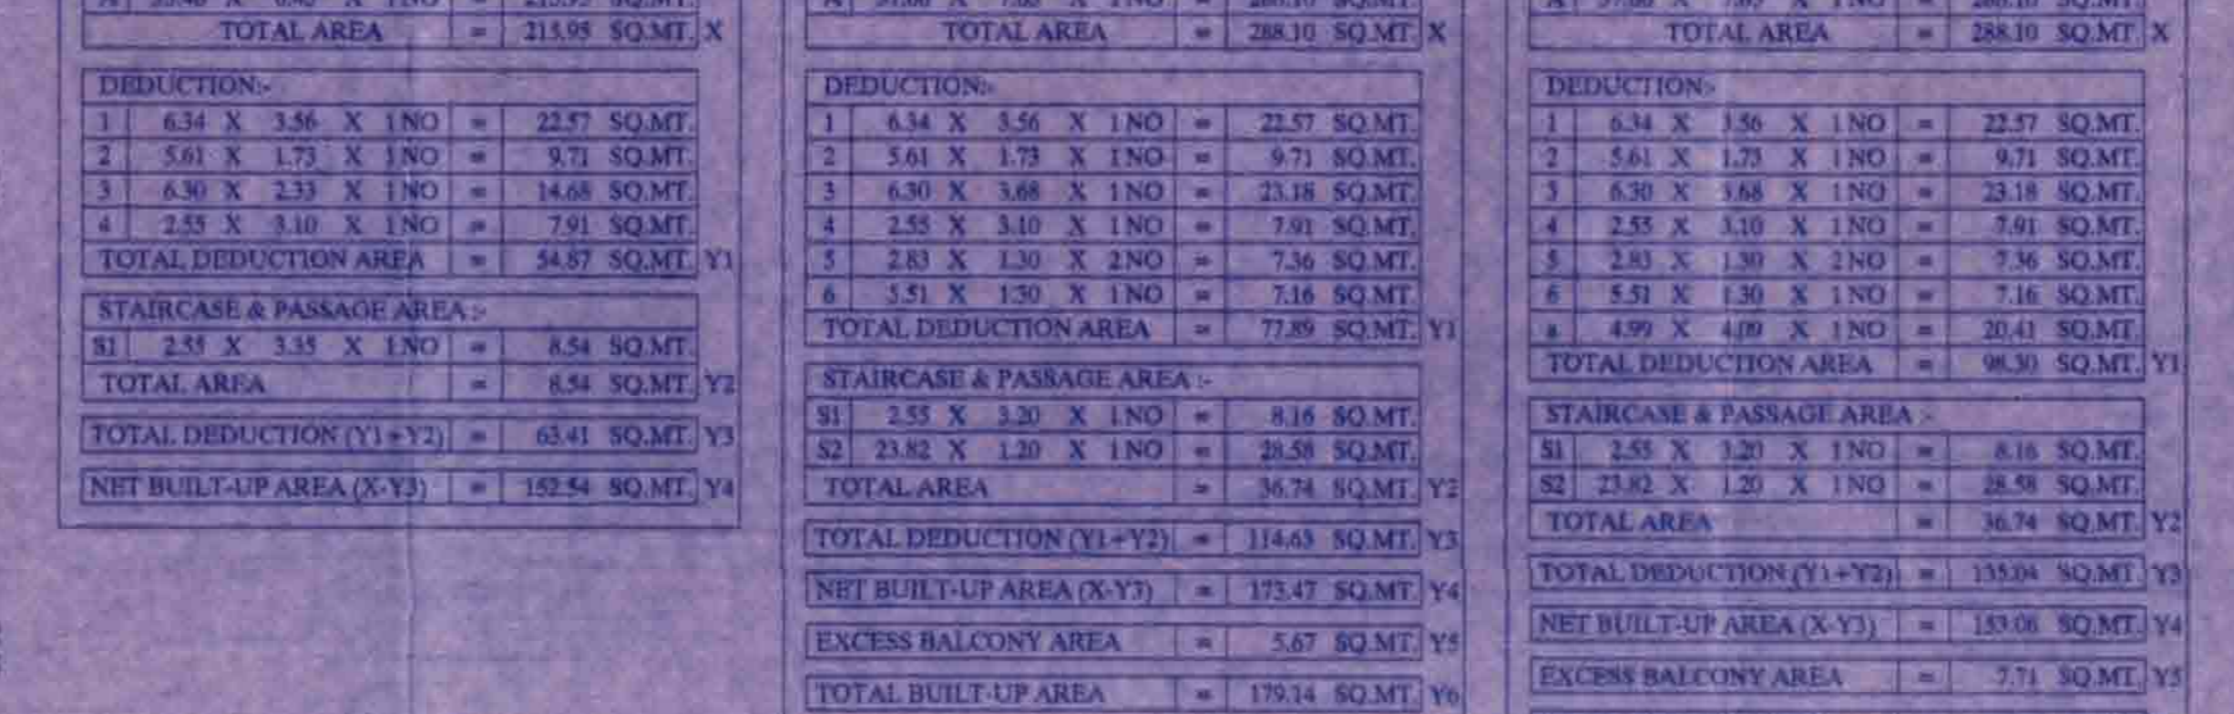 TOTAL AREA = 215.95 SQ.MT. X
DEDUCTION:-
1 6.34 X 3.56 X 1NO = 22.57 SQ.MT.
2 5.61 X 1.73 X 1NO = 9.71 SQ.MT.
3 6.30 X 2.33 X 1NO = 14.68 SQ.MT.
4 2.55 X 3.10 X 1NO = 7.91 SQ.MT.
TOTAL DEDUCTION AREA = 54.87 SQ.MT. Y1
STAIRCASE & PASSAGE AREA :-
S1 2.55 X 3.35 X 1NO = 8.54 SQ.MT.
TOTAL AREA = 8.54 SQ.MT. Y2
TOTAL DEDUCTION (Y1+Y2) = 63.41 SQ.MT. Y3
NET BUILT-UP AREA (X-Y3) = 152.54 SQ.MT. Y4
TOTAL AREA = 288.10 SQ.MT. X
DEDUCTION:-
1 6.34 X 3.56 X 1NO = 22.57 SQ.MT.
2 5.61 X 1.73 X 1NO = 9.71 SQ.MT.
3 6.30 X 3.68 X 1NO = 23.18 SQ.MT.
4 2.55 X 3.10 X 1NO = 7.91 SQ.MT.
5 2.83 X 1.30 X 2NO = 7.36 SQ.MT.
6 5.51 X 1.30 X 1NO = 7.16 SQ.MT.
TOTAL DEDUCTION AREA = 77.89 SQ.MT. Y1
STAIRCASE & PASSAGE AREA :-
S1 2.55 X 3.20 X 1NO = 8.16 SQ.MT.
S2 23.82 X 1.20 X 1NO = 28.58 SQ.MT.
TOTAL AREA = 36.74 SQ.MT. Y2
TOTAL DEDUCTION (Y1+Y2) = 114.63 SQ.MT. Y3
NET BUILT-UP AREA (X-Y3) = 173.47 SQ.MT. Y4
EXCESS BALCONY AREA = 5.67 SQ.MT. Y5
TOTAL BUILT-UP AREA = 179.14 SQ.MT. Y6
TOTAL AREA = 288.10 SQ.MT. X
DEDUCTION:-
1 6.34 X 3.56 X 1NO = 22.57 SQ.MT.
2 5.61 X 1.73 X 1NO = 9.71 SQ.MT.
3 6.30 X 3.68 X 1NO = 23.18 SQ.MT.
4 2.55 X 3.10 X 1NO = 7.91 SQ.MT.
5 2.83 X 1.30 X 2NO = 7.36 SQ.MT.
6 5.51 X 1.30 X 1NO = 7.16 SQ.MT.
a 4.99 X 4.09 X 1NO = 20.41 SQ.MT.
TOTAL DEDUCTION AREA = 98.30 SQ.MT. Y1
STAIRCASE & PASSAGE AREA :-
S1 2.55 X 3.20 X 1NO = 8.16 SQ.MT.
S2 23.82 X 1.20 X 1NO = 28.58 SQ.MT.
TOTAL AREA = 36.74 SQ.MT. Y2
TOTAL DEDUCTION (Y1+Y2) = 135.04 SQ.MT. Y3
NET BUILT-UP AREA (X-Y3) = 153.06 SQ.MT. Y4
EXCESS BALCONY AREA = 7.71 SQ.MT. Y5